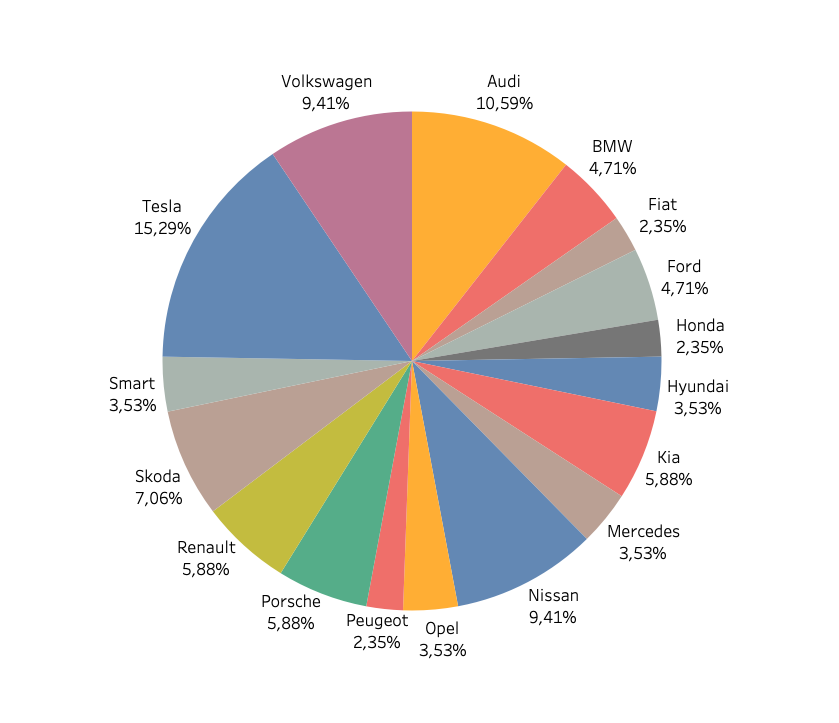 Volkswagen
9,41%
Audi
10,59%
BMW
4,71%
Fiat
2,35%
Ford
4,71%
Honda
2,35%
Hyundai
3,53%
Kia
5,88%
Mercedes
3,53%
Nissan
9,41%
Opel
3,53%
Peugeot
2,35%
Porsche
5,88%
Renault
5,88%
Skoda
7,06%
Smart
3,53%
Tesla
15,29%